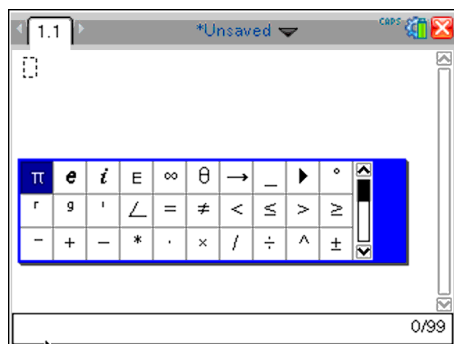 1.1 *Unsaved CAPS
π e i E ∞ θ → _ ▶ °
r g ' ∠ = ≠ < ≤ > ≥
− + – * · × / ÷ ^ ±
0/99